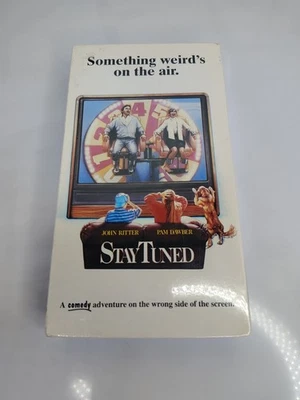 Something weird's
on the air.
JOHN RITTER PAM DAWBER
STAY TUNED
A comedy adventure on the wrong side of the screen.